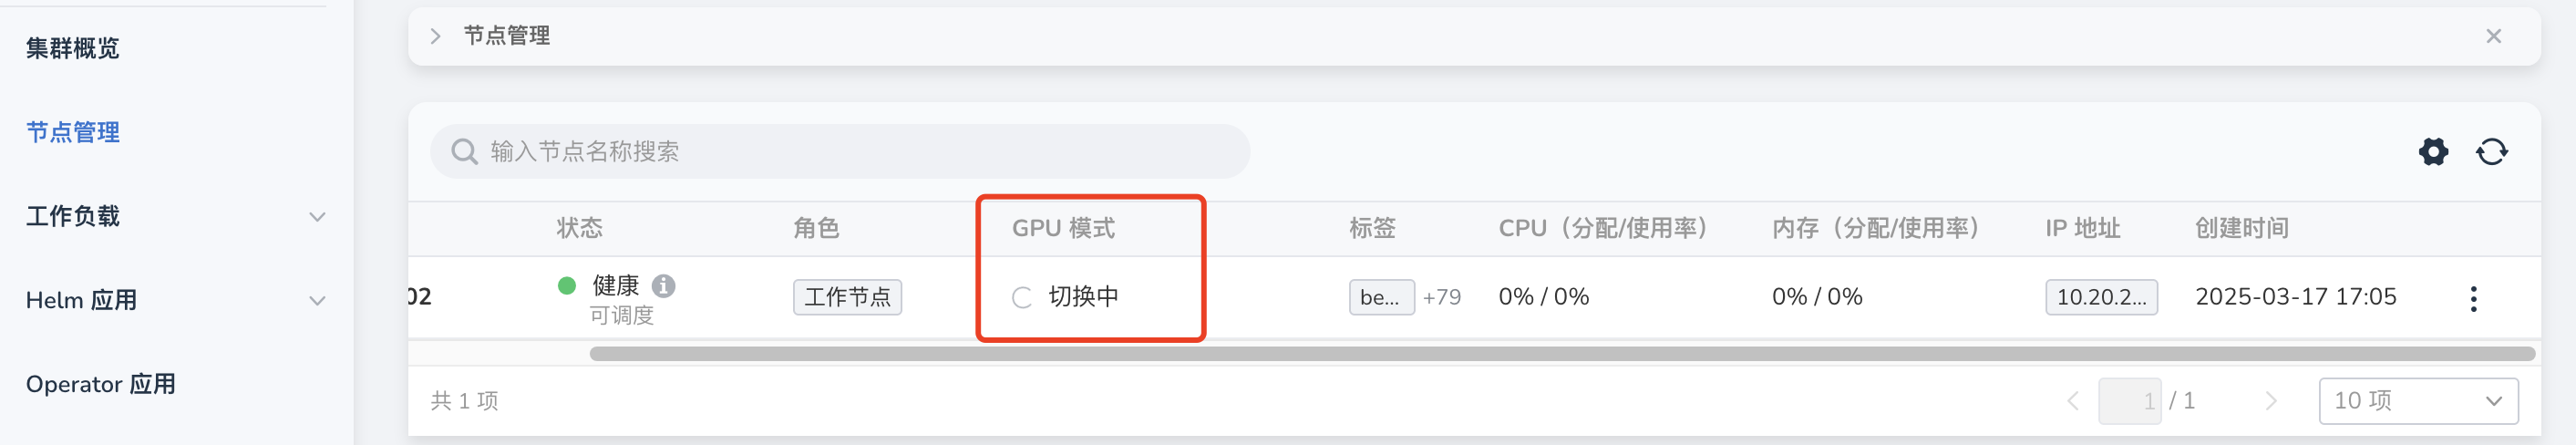 集群概览
节点管理
工作负载
Helm 应用
Operator 应用
节点管理
输入节点名称搜索
状态 角色 GPU 模式 标签 CPU（分配/使用率） 内存（分配/使用率） IP 地址 创建时间
02 健康 工作节点 切换中 be... +79 0% / 0% 0% / 0% 10.20.2... 2025-03-17 17:05
可调度
共 1 项 1 / 1 10 项